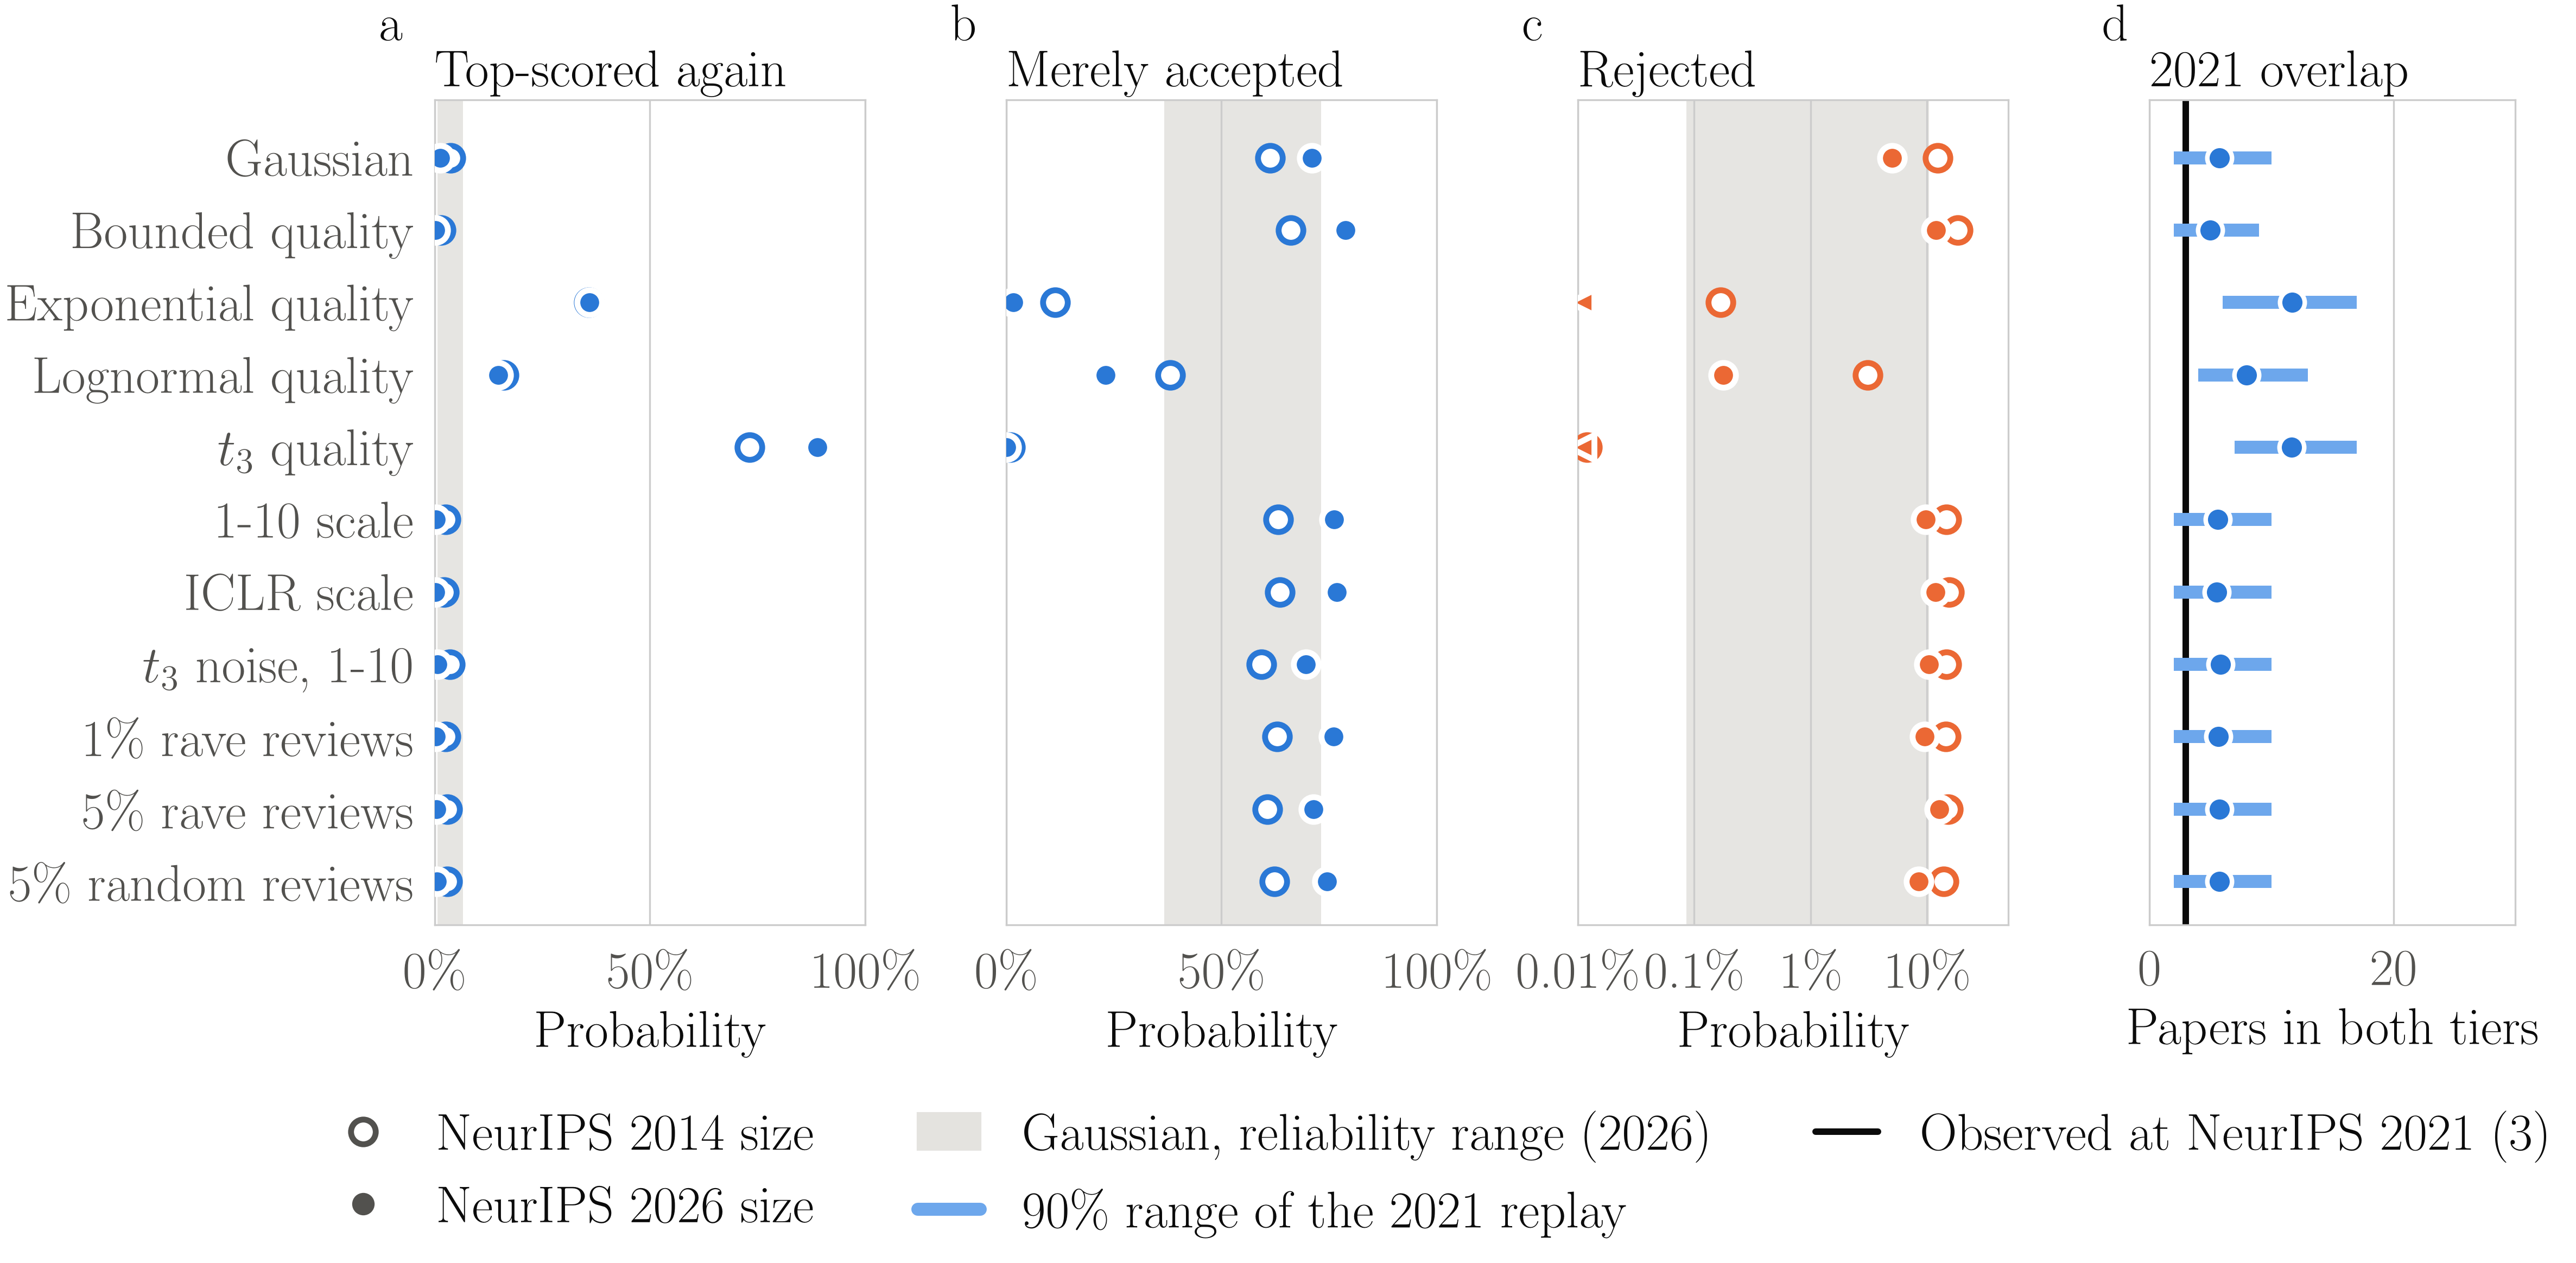 a
Top-scored again
b
Merely accepted
c
Rejected
d
2021 overlap
Gaussian
Bounded quality
Exponential quality
Lognormal quality
t₃ quality
1-10 scale
ICLR scale
t₃ noise, 1-10
1% rave reviews
5% rave reviews
5% random reviews
0% 50% 100%
Probability
0% 50% 100%
Probability
0.01% 0.1% 1% 10%
Probability
0 20
Papers in both tiers
NeurIPS 2014 size
NeurIPS 2026 size
Gaussian, reliability range (2026)
90% range of the 2021 replay
Observed at NeurIPS 2021 (3)